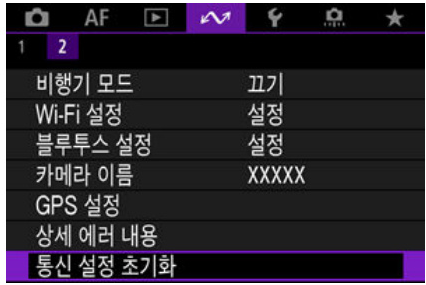 AF
1 2
비행기 모드 끄기
Wi-Fi 설정 설정
블루투스 설정 설정
카메라 이름 XXXXX
GPS 설정
상세 에러 내용
통신 설정 초기화